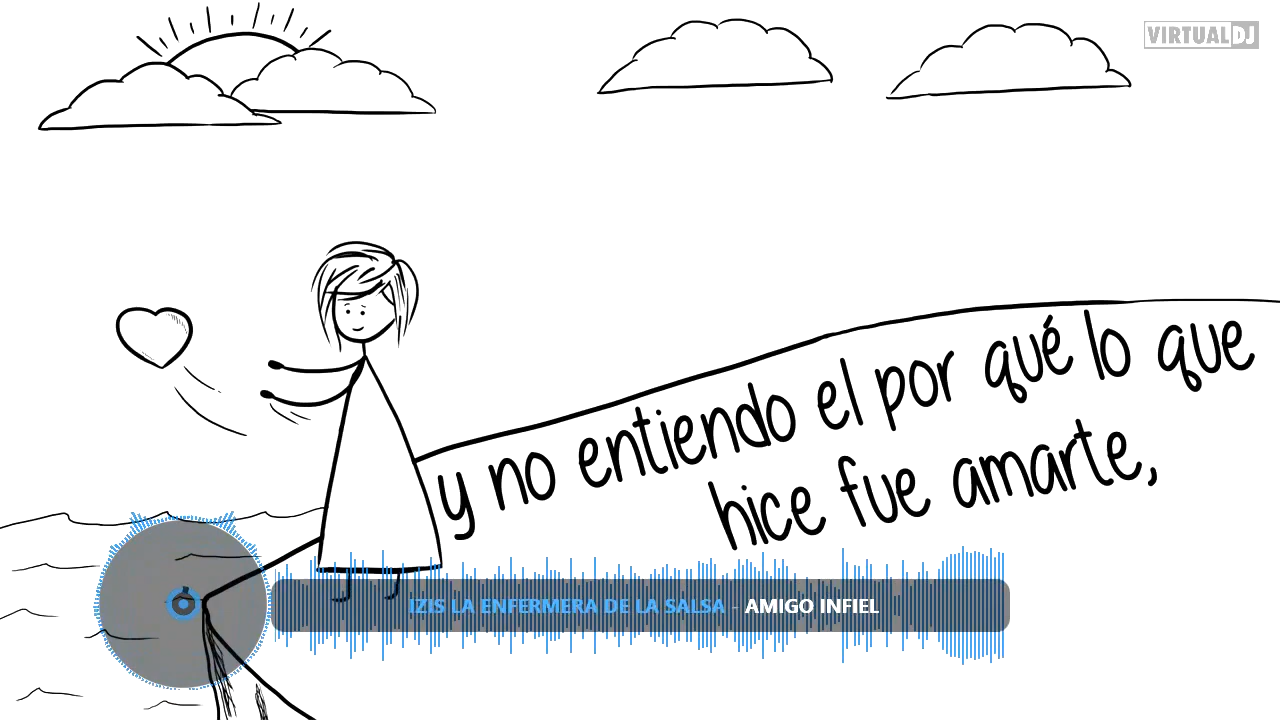 VIRTUALDJ
y no entiendo el por qué lo que
hice fue amarte,
IZIS LA ENFERMERA DE LA SALSA - AMIGO INFIEL